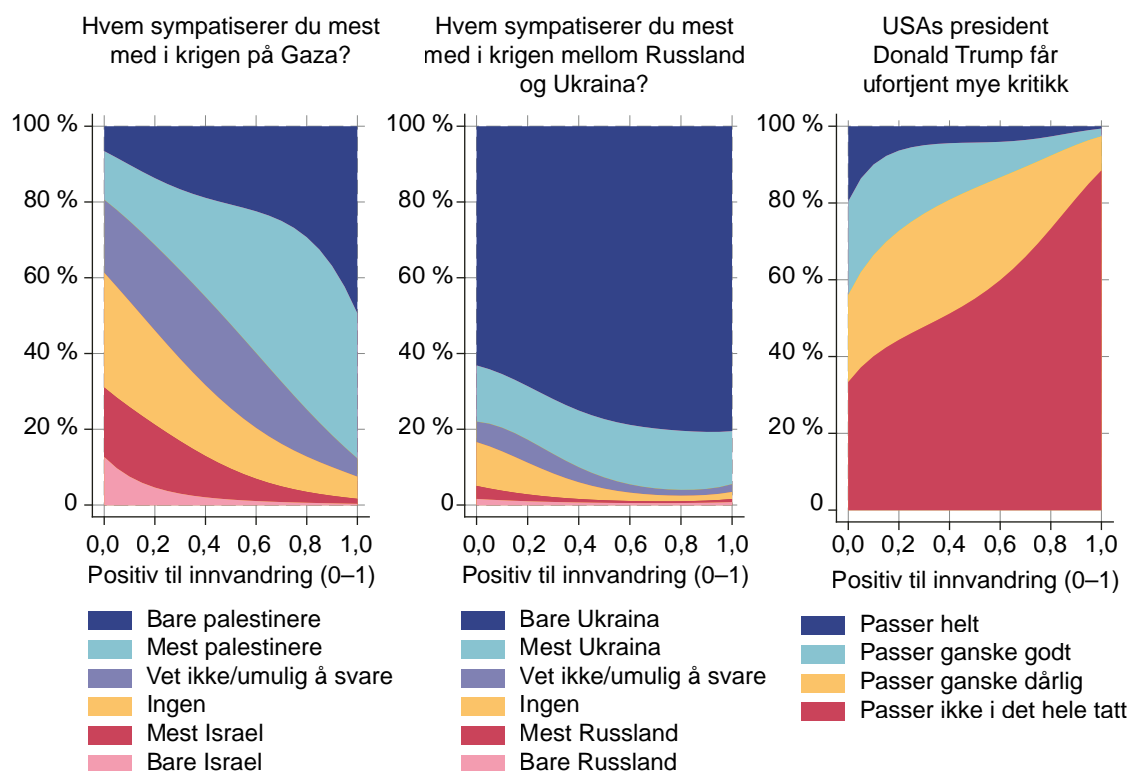 Hvem sympatiserer du mest
med i krigen på Gaza?
100 %
80 %
60 %
40 %
20 %
0
0,0 0,2 0,4 0,6 0,8 1,0
Positiv til innvandring (0–1)
Bare palestinere
Mest palestinere
Vet ikke/umulig å svare
Ingen
Mest Israel
Bare Israel
Hvem sympatiserer du mest
med i krigen mellom Russland
og Ukraina?
100 %
80 %
60 %
40 %
20 %
0
0,0 0,2 0,4 0,6 0,8 1,0
Positiv til innvandring (0–1)
Bare Ukraina
Mest Ukraina
Vet ikke/umulig å svare
Ingen
Mest Russland
Bare Russland
USAs president
Donald Trump får
ufortjent mye kritikk
100 %
80 %
60 %
40 %
20 %
0
0,0 0,2 0,4 0,6 0,8 1,0
Positiv til innvandring (0–1)
Passer helt
Passer ganske godt
Passer ganske dårlig
Passer ikke i det hele tatt